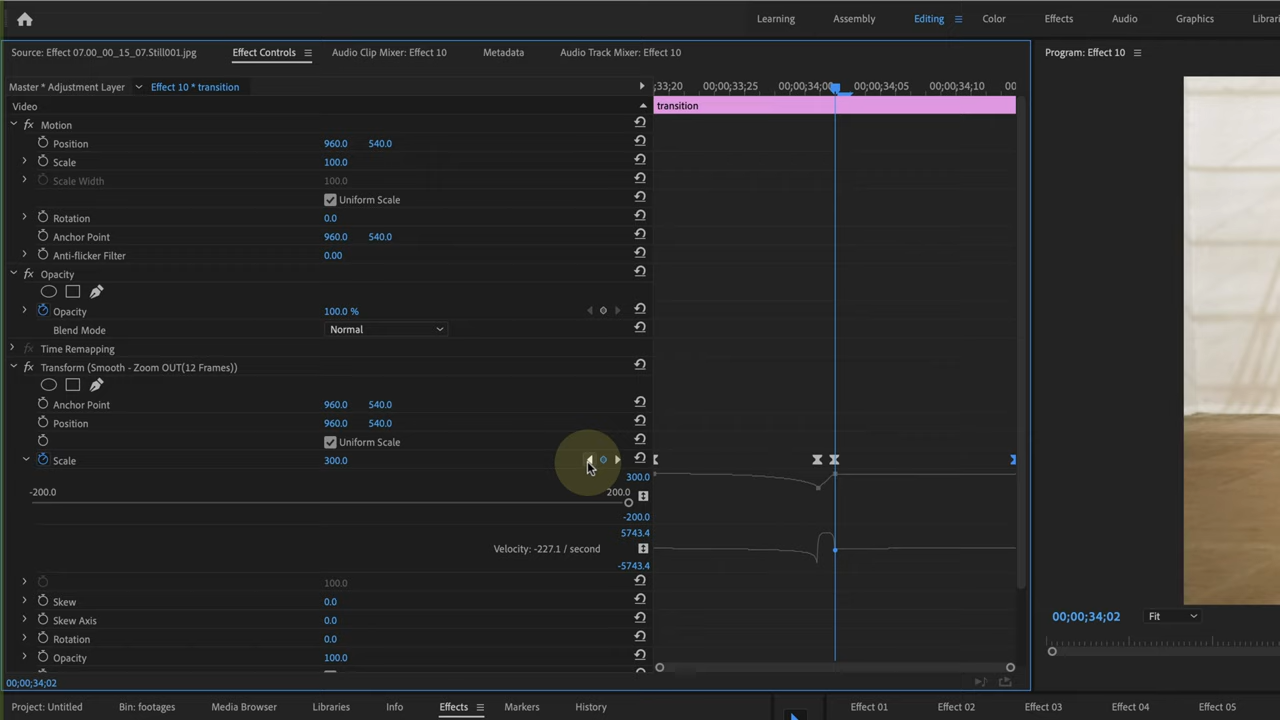 Learning Assembly Editing Color Effects Audio Graphics Librari
Source: Effect 07.00_00_15_07.Still001.jpg Effect Controls Audio Clip Mixer: Effect 10 Metadata Audio Track Mixer: Effect 10 Program: Effect 10
Master * Adjustment Layer Effect 10 * transition ;33;20 00;00;33;25 00;00;34;00 00;00;34;05 00;00;34;10 00
Video transition
fx Motion
Position 960.0 540.0
Scale 100.0
Scale Width 100.0
Uniform Scale
Rotation 0.0
Anchor Point 960.0 540.0
Anti-flicker Filter 0.00
fx Opacity
Opacity 100.0 %
Blend Mode Normal
fx Time Remapping
fx Transform (Smooth - Zoom OUT(12 Frames))
Anchor Point 960.0 540.0
Position 960.0 540.0
Uniform Scale
Scale 300.0
300.0
-200.0 200.0
-200.0
5743.4
Velocity: -227.1 / second
-5743.4
100.0
Skew 0.0
Skew Axis 0.0
Rotation 0.0
Opacity 100.0
00;00;34;02 Fit
00;00;34;02
Project: Untitled Bin: footages Media Browser Libraries Info Effects Markers History Effect 01 Effect 02 Effect 03 Effect 04 Effect 05